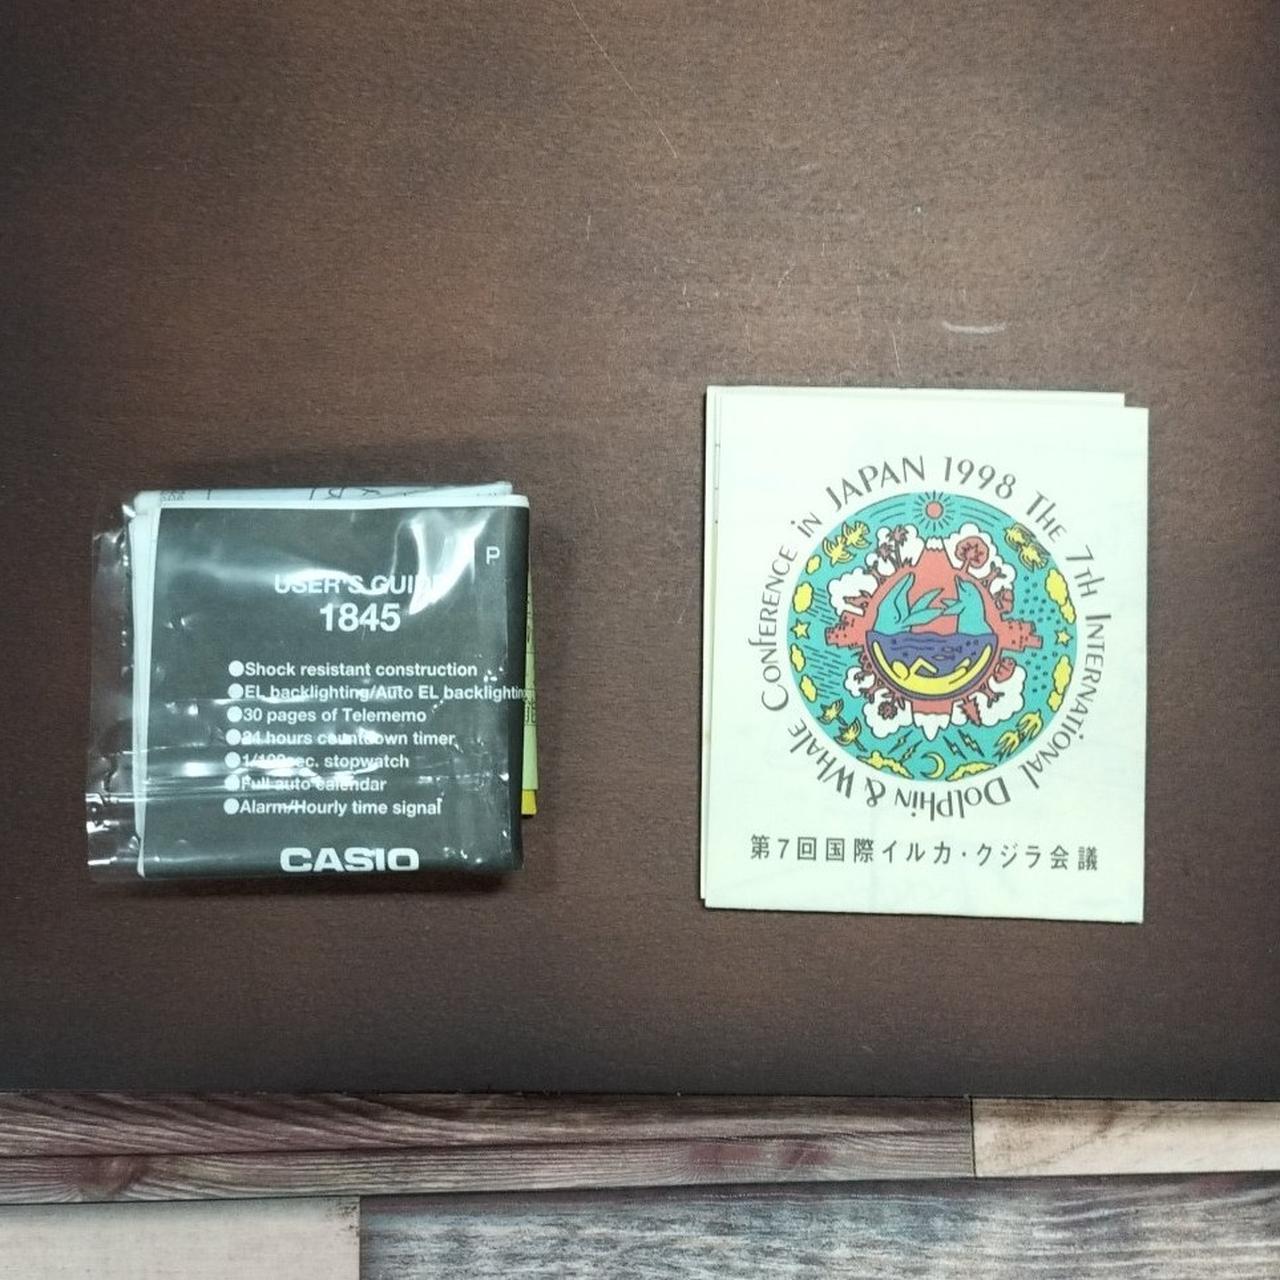 P
USER'S GUIDE
1845
●Shock resistant construction
●EL backlighting/Auto EL backlighting
●30 pages of Telememo
●24 hours countdown timer
●1/100sec. stopwatch
●Full auto calendar
●Alarm/Hourly time signal
CASIO
The 7th International Dolphin & Whale Conference in JAPAN 1998
第7回国際イルカ・クジラ会議